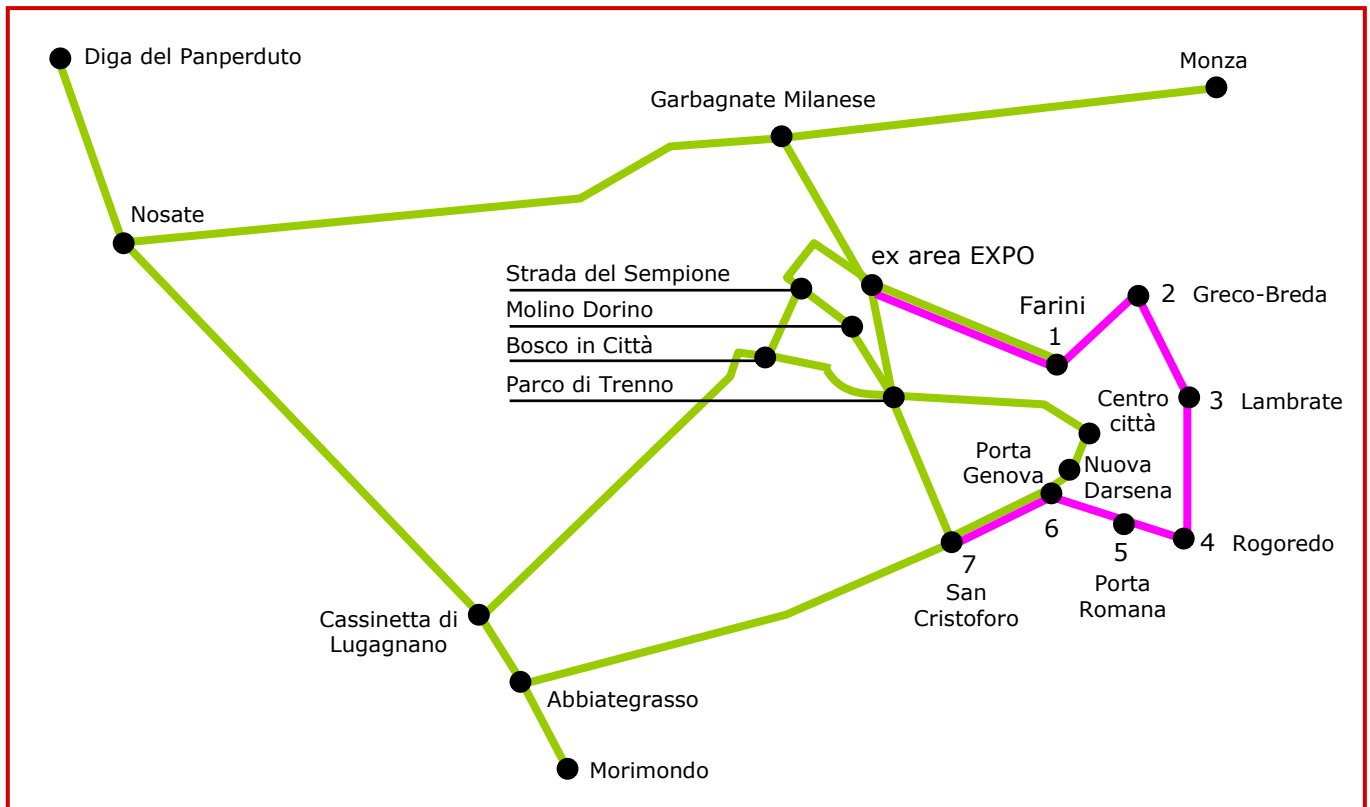 Diga del Panperduto
Monza
Garbagnate Milanese
Nosate
ex area EXPO
Strada del Sempione
Molino Dorino
Bosco in Città
Parco di Trenno
Farini
1
2 Greco-Breda
3 Lambrate
Centro
città
Porta
Genova
Nuova
Darsena
6
5
4 Rogoredo
Porta
Romana
7
San
Cristoforo
Cassinetta di
Lugagnano
Abbiategrasso
Morimondo